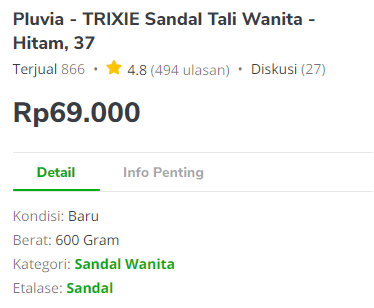 Pluvia - TRIXIE Sandal Tali Wanita -
Hitam, 37
Terjual 866 • 4.8 (494 ulasan) • Diskusi (27)
Rp69.000
Detail Info Penting
Kondisi: Baru
Berat: 600 Gram
Kategori: Sandal Wanita
Etalase: Sandal